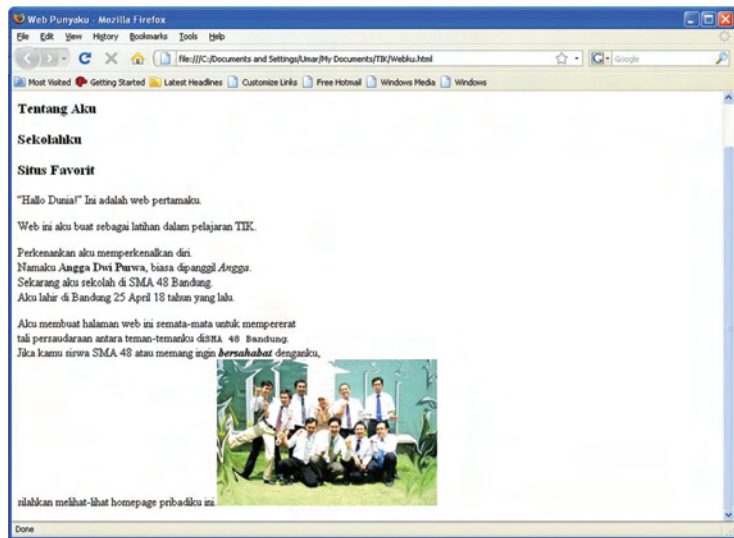 Web Punyaku - Mozilla Firefox
File Edit View History Bookmarks Tools Help
file:///C:/Documents and Settings/Umar/My Documents/TIK/Webku.html
Google
Most Visited Getting Started Latest Headlines Customize Links Free Hotmail Windows Media Windows
Tentang Aku
Sekolahku
Situs Favorit
"Hallo Dunia!" Ini adalah web pertamaku.
Web ini aku buat sebagai latihan dalam pelajaran TIK.
Perkenankan aku memperkenalkan diri.
Namaku Angga Dwi Purwa, biasa dipanggil Angga.
Sekarang aku sekolah di SMA 48 Bandung.
Aku lahir di Bandung 25 April 18 tahun yang lalu.
Aku membuat halaman web ini semata-mata untuk mempererat
tali persaudaraan antara teman-temanku diSMA 48 Bandung.
Jika kamu siswa SMA 48 atau memang ingin bersahabat denganku,
silahkan melihat-lihat homepage pribadiku ini.
Done